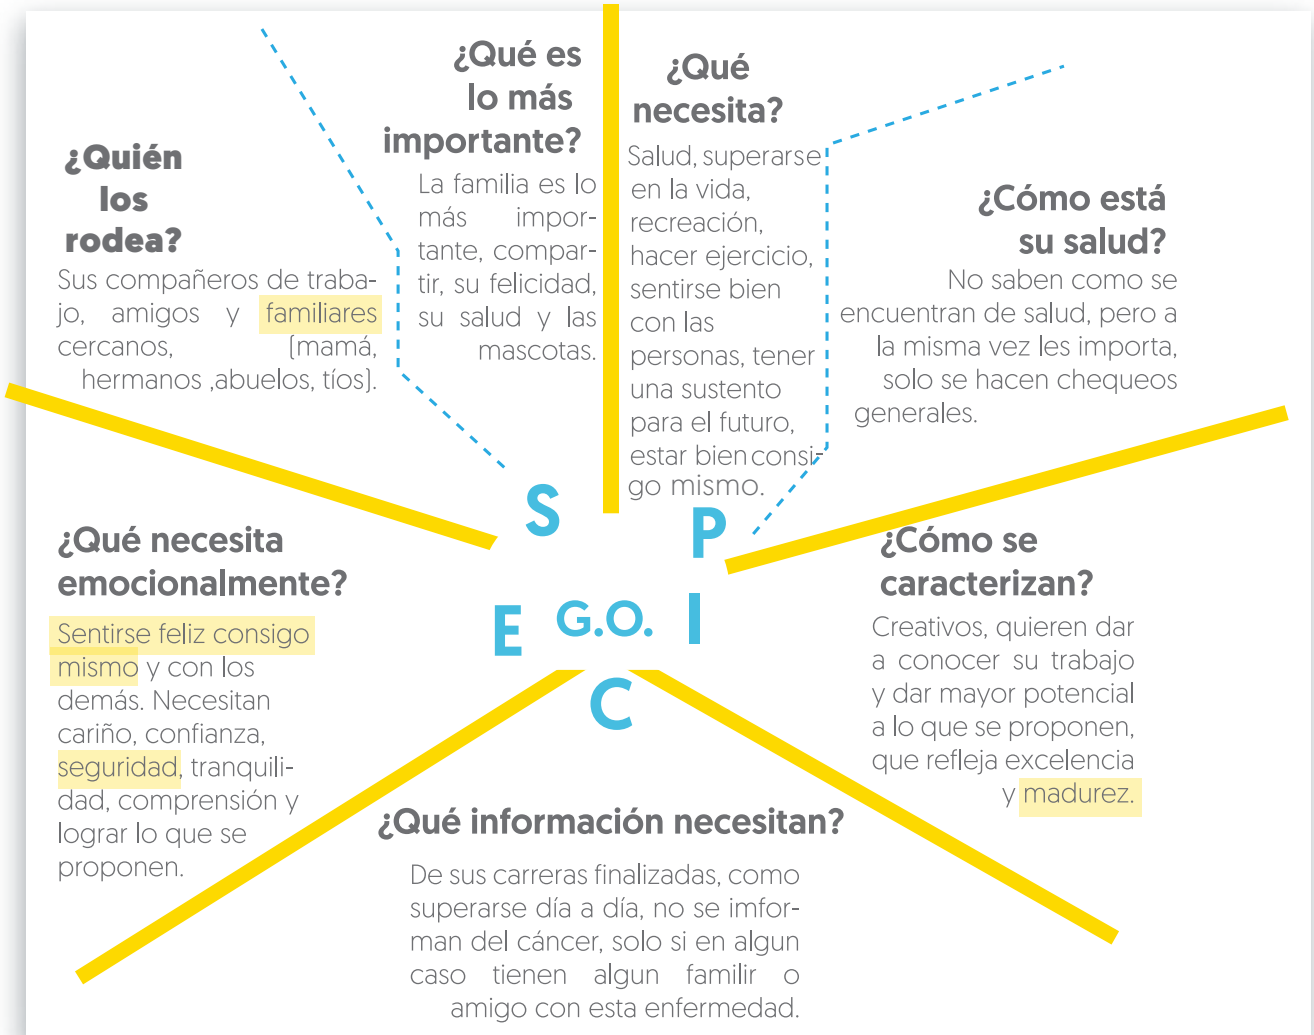 ¿Quién
los
rodea?
Sus compañeros de traba-
jo, amigos y familiares
cercanos, (mamá,
hermanos ,abuelos, tíos).
¿Qué es
lo más
importante?
La familia es lo
más impor-
tante, compar-
tir, su felicidad,
su salud y las
mascotas.
¿Qué
necesita?
Salud, superarse
en la vida,
recreación,
hacer ejercicio,
sentirse bien
con las
personas, tener
una sustento
para el futuro,
estar bien consi-
go mismo.
¿Cómo está
su salud?
No saben como se
encuentran de salud, pero a
la misma vez les importa,
solo se hacen chequeos
generales.
S
P
E G.O. I
C
¿Qué necesita
emocionalmente?
Sentirse feliz consigo
mismo y con los
demás. Necesitan
cariño, confianza,
seguridad, tranquili-
dad, comprensión y
lograr lo que se
proponen.
¿Cómo se
caracterizan?
Creativos, quieren dar
a conocer su trabajo
y dar mayor potencial
a lo que se proponen,
que refleja excelencia
y madurez.
¿Qué información necesitan?
De sus carreras finalizadas, como
superarse día a día, no se imfor-
man del cáncer, solo si en algun
caso tienen algun familir o
amigo con esta enfermedad.